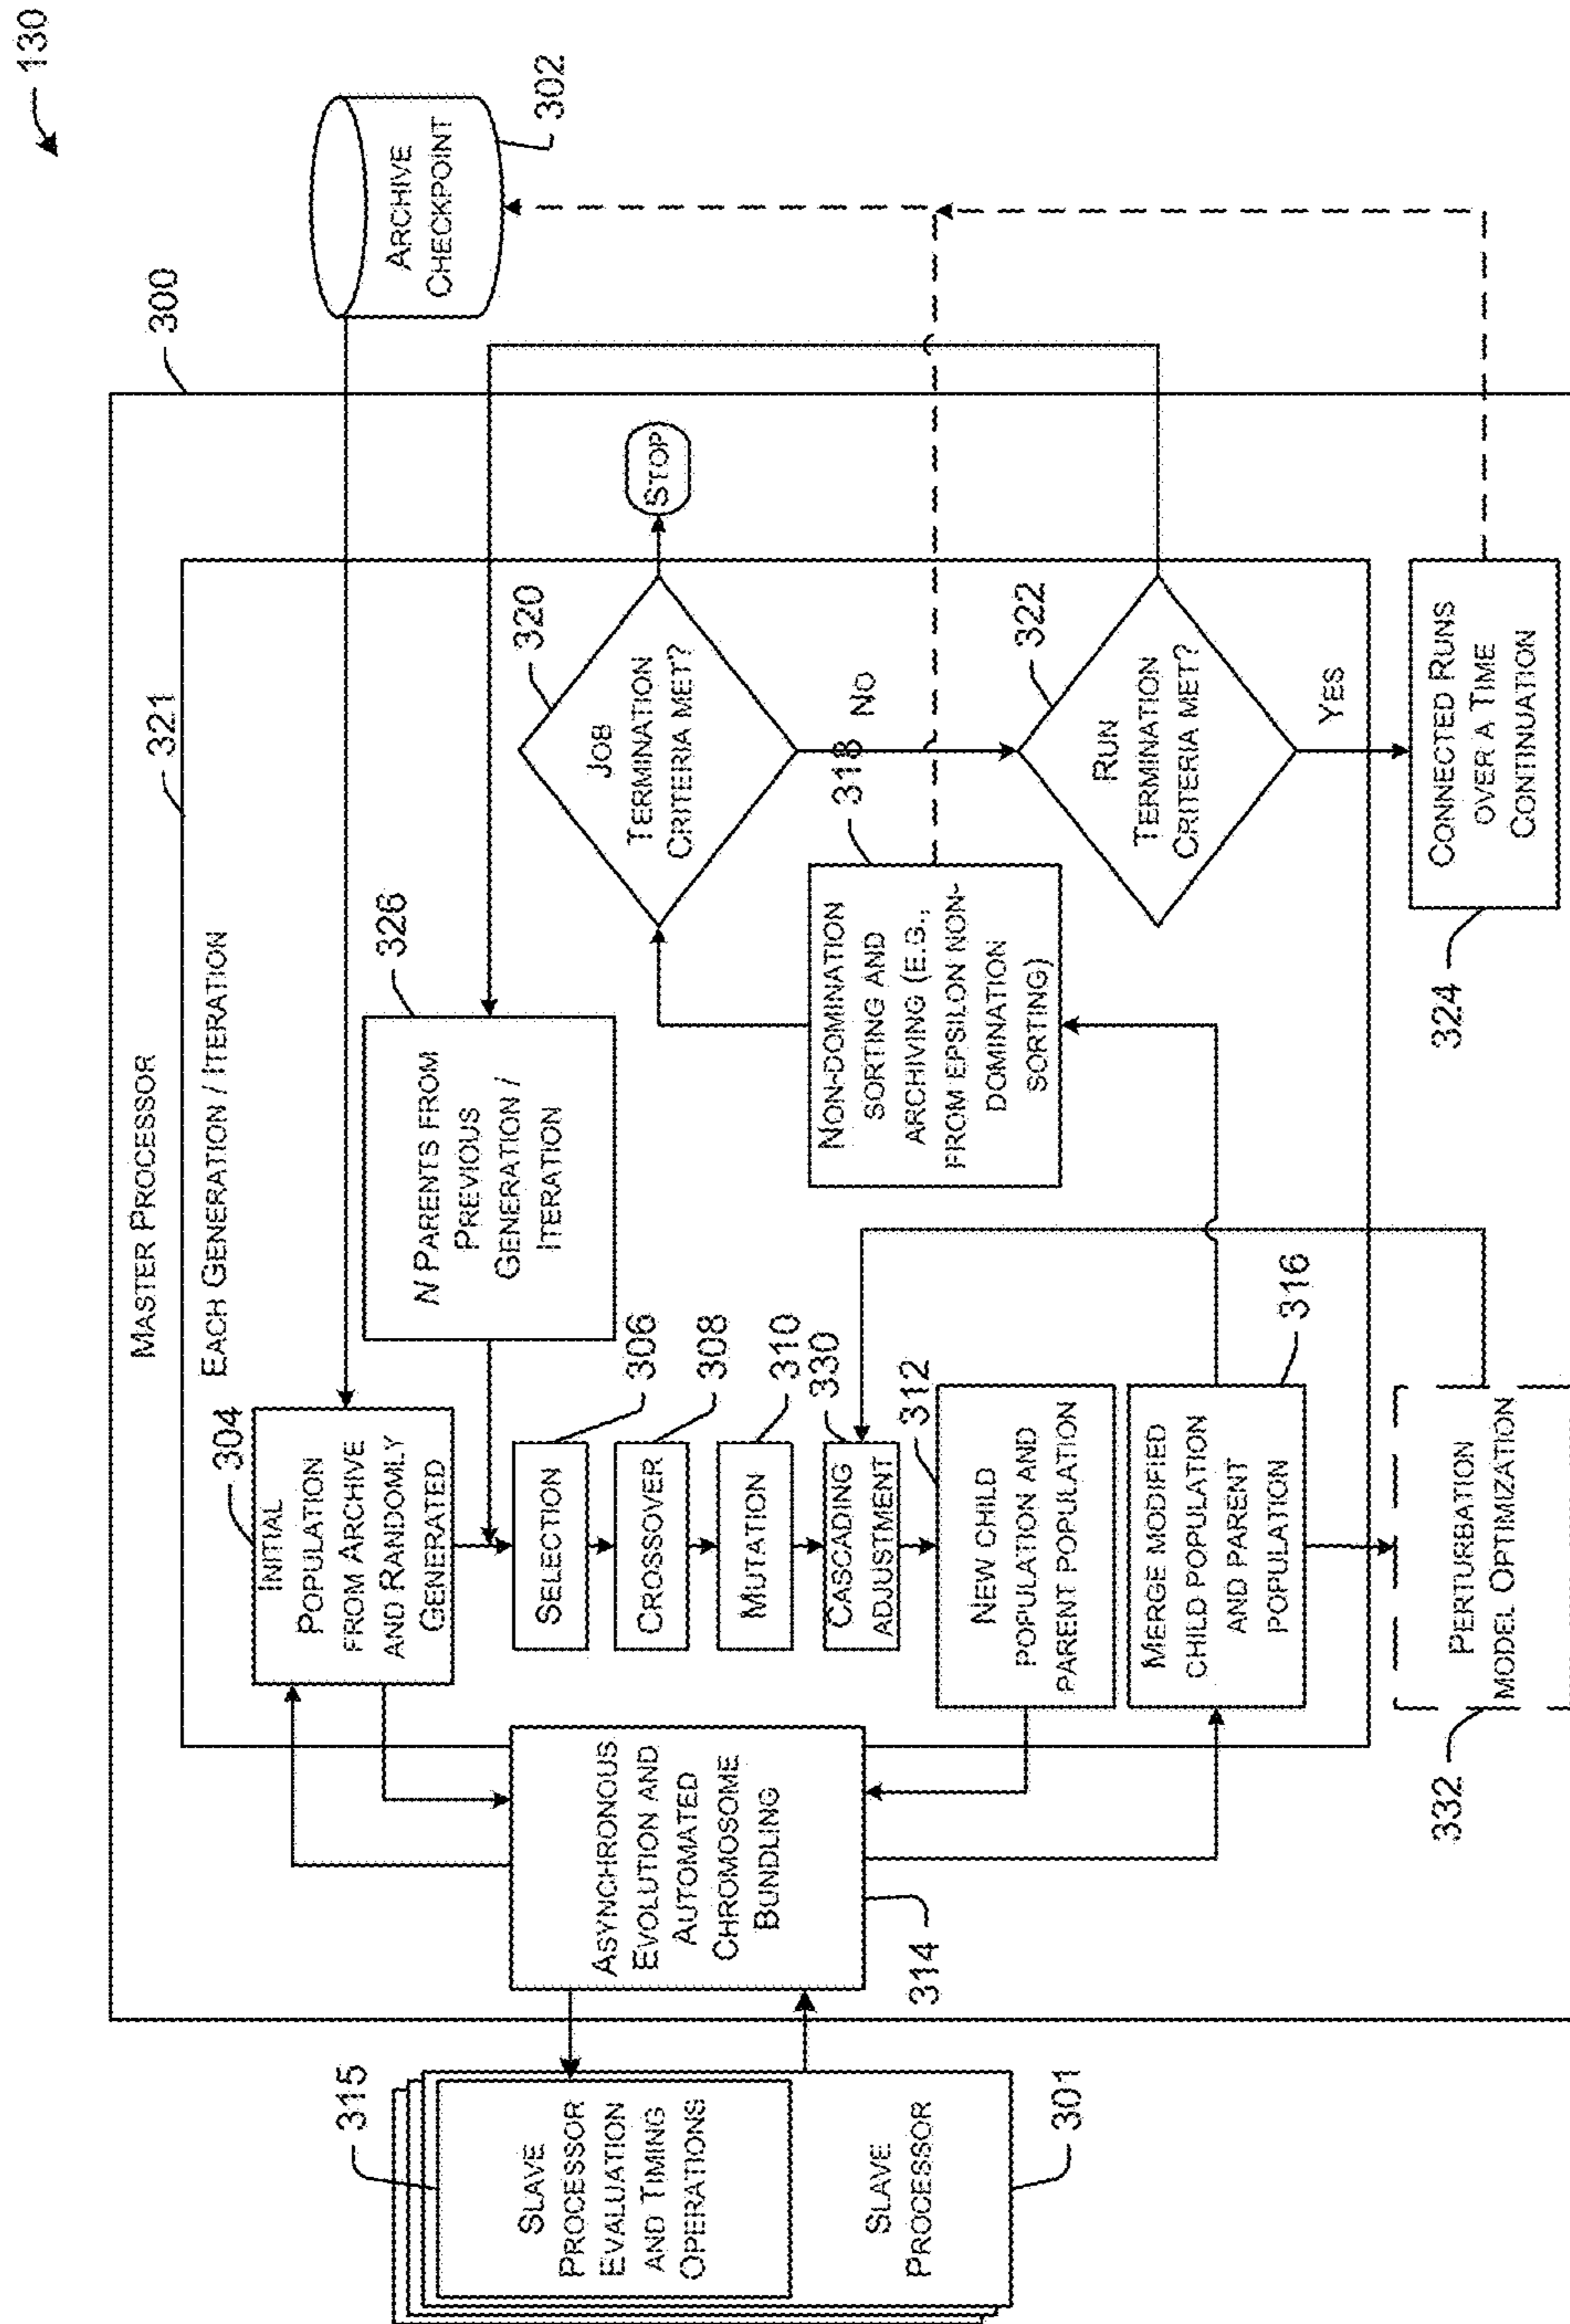 130
300
MASTER PROCESSOR
321
EACH GENERATION / ITERATION
ARCHIVE
CHECKPOINT
302
304
INITIAL
POPULATION
FROM ARCHIVE
AND RANDOMLY
GENERATED
326
N PARENTS FROM
PREVIOUS
GENERATION /
ITERATION
SELECTION
306
CROSSOVER
308
MUTATION
310
CASCADING
ADJUSTMENT
330
312
NEW CHILD
POPULATION AND
PARENT POPULATION
MERGE MODIFIED
CHILD POPULATION
AND PARENT
POPULATION
316
318
NON-DOMINATION
SORTING AND
ARCHIVING (E.G.,
FROM EPSILON NON-
DOMINATION
SORTING)
320
JOB
TERMINATION
CRITERIA MET?
STOP
NO
322
RUN
TERMINATION
CRITERIA MET?
YES
CONNECTED RUNS
OVER A TIME
CONTINUATION
324
PERTURBATION
MODEL OPTIMIZATION
332
ASYNCHRONOUS
EVOLUTION AND
AUTOMATED
CHROMOSOME
BUNDLING
314
315
SLAVE
PROCESSOR
EVALUATION
AND TIMING
OPERATIONS
SLAVE
PROCESSOR
301